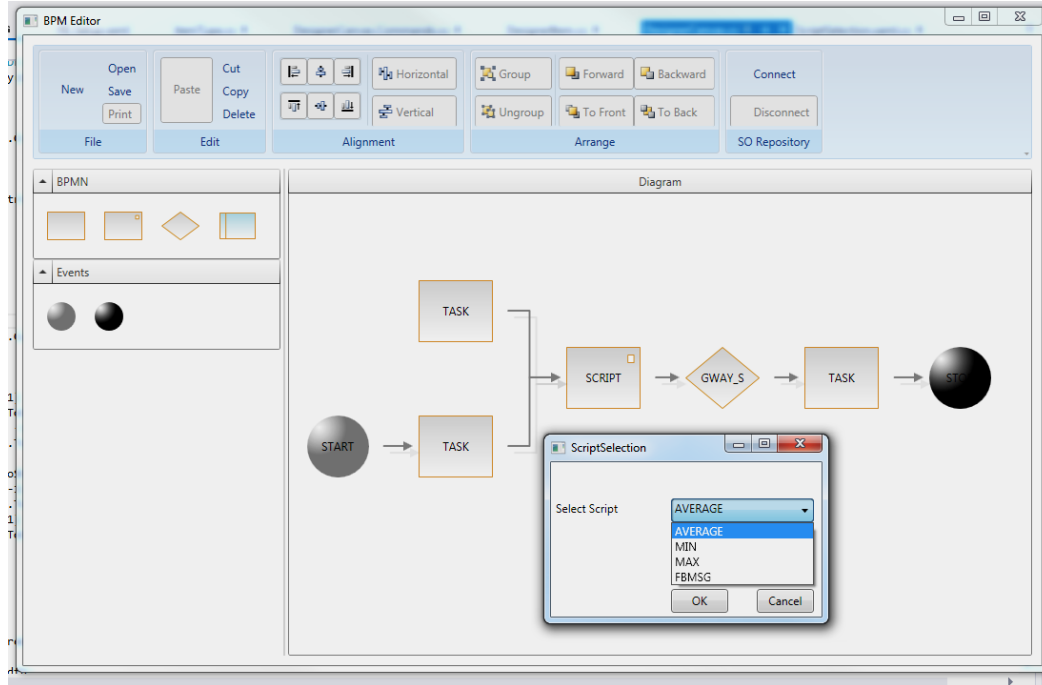 BPM Editor
New
Open
Save
Print
File
Paste
Cut
Copy
Delete
Edit
Horizontal
Vertical
Alignment
Group
Ungroup
Forward
Backward
To Front
To Back
Arrange
Connect
Disconnect
SO Repository
BPMN
Events
Diagram
TASK
SCRIPT
GWAY_S
TASK
START
TASK
ScriptSelection
Select Script
AVERAGE
AVERAGE
MIN
MAX
FBMSG
OK
Cancel